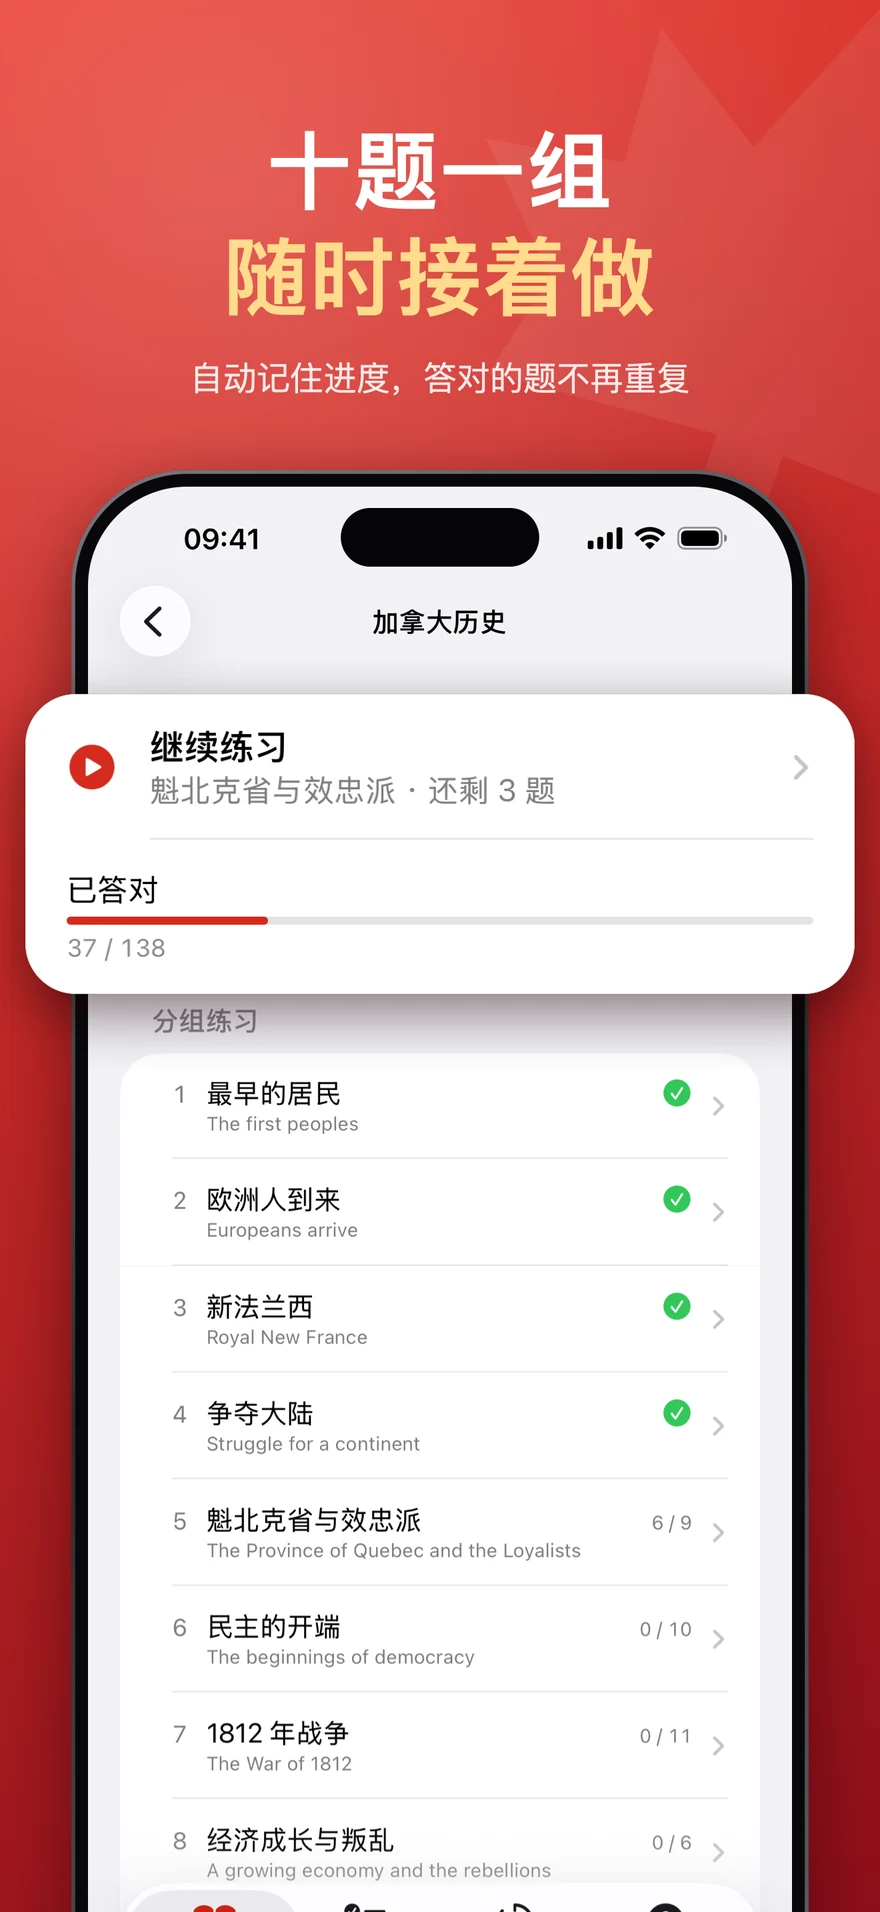 十题一组
随时接着做
自动记住进度，答对的题不再重复
09:41
加拿大历史
继续练习
魁北克省与效忠派 · 还剩 3 题
已答对
37 / 138
分组练习
1 最早的居民
The first peoples
2 欧洲人到来
Europeans arrive
3 新法兰西
Royal New France
4 争夺大陆
Struggle for a continent
5 魁北克省与效忠派 6 / 9
The Province of Quebec and the Loyalists
6 民主的开端 0 / 10
The beginnings of democracy
7 1812 年战争 0 / 11
The War of 1812
8 经济成长与叛乱 0 / 6
A growing economy and the rebellions